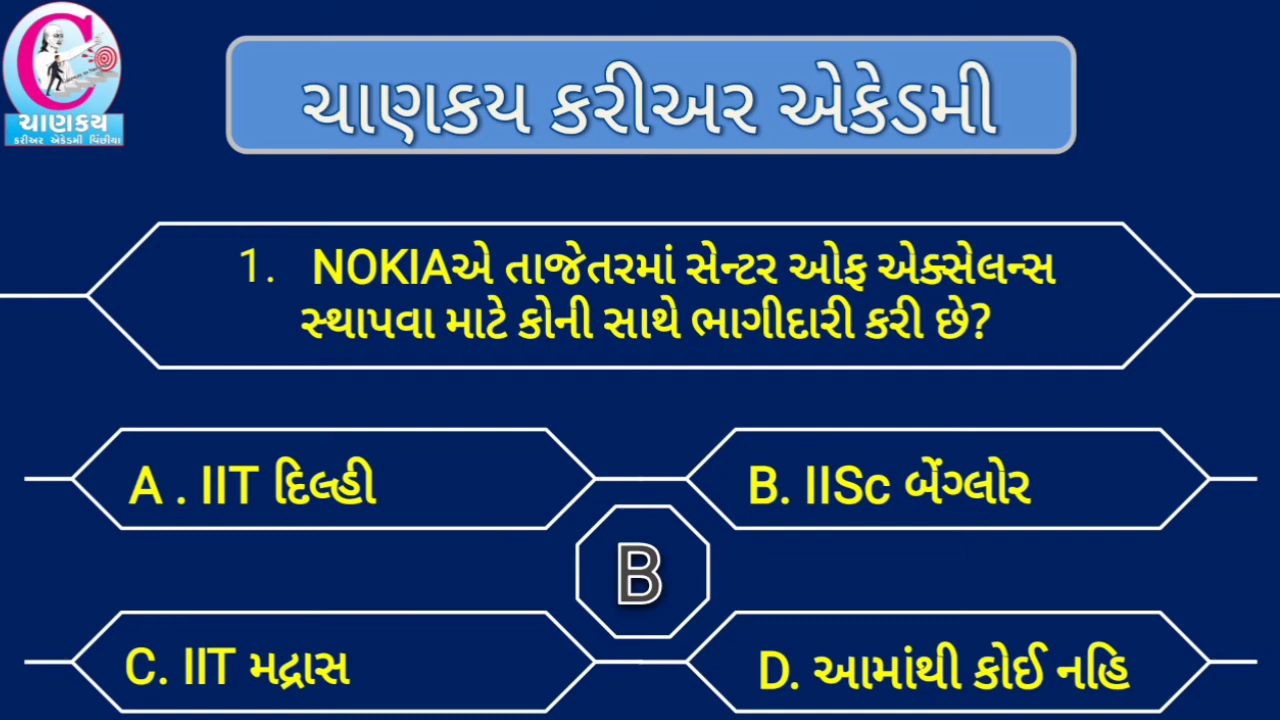 C
ચાણક્ય
કરીઅર એકેડમી વિંછીયા
ચાણકય કરીઅર એકેડમી
1. NOKIAએ તાજેતરમાં સેન્ટર ઓફ એક્સેલન્સ
સ્થાપવા માટે કોની સાથે ભાગીદારી કરી છે?
A . IIT દિલ્હી
B. IISc બેંગ્લોર
B
C. IIT મદ્રાસ
D. આમાંથી કોઈ નહિ